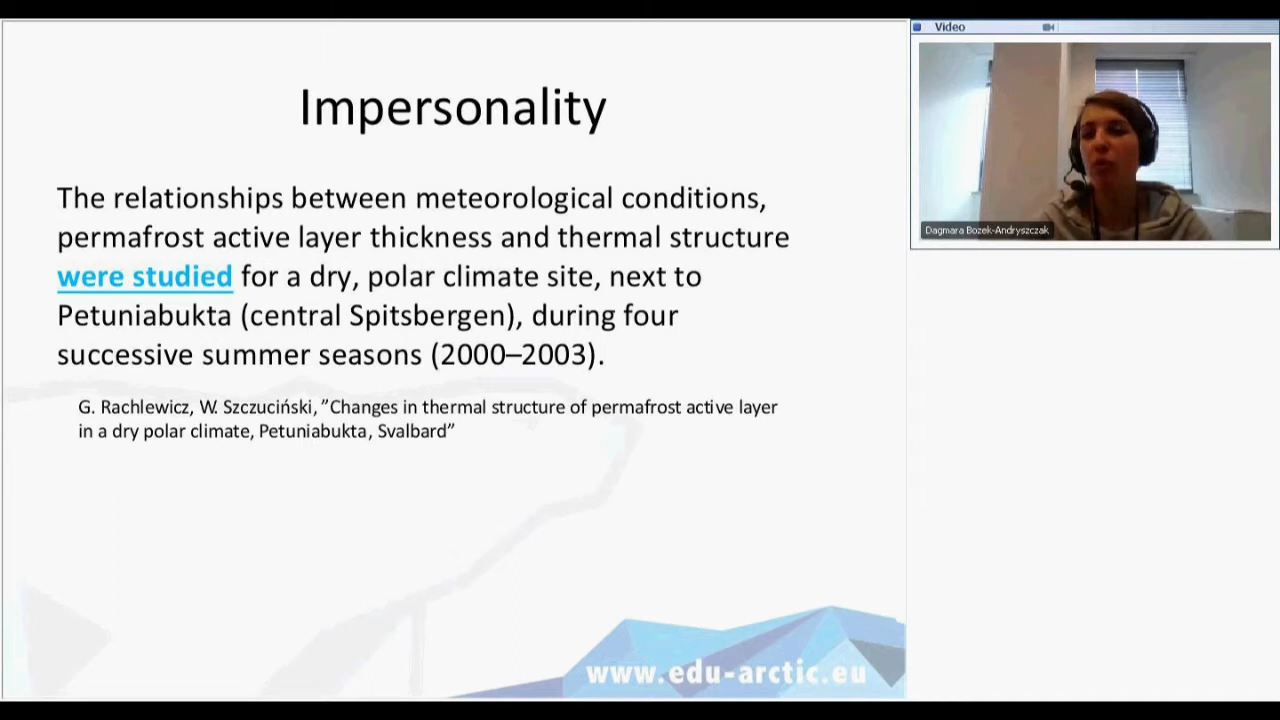 Impersonality
The relationships between meteorological conditions,
permafrost active layer thickness and thermal structure
were studied for a dry, polar climate site, next to
Petuniabukta (central Spitsbergen), during four
successive summer seasons (2000–2003).
G. Rachlewicz, W. Szczuciński, ”Changes in thermal structure of permafrost active layer
in a dry polar climate, Petuniabukta, Svalbard”
www.edu-arctic.eu
Video
Dagmara Bozek-Andryszczak